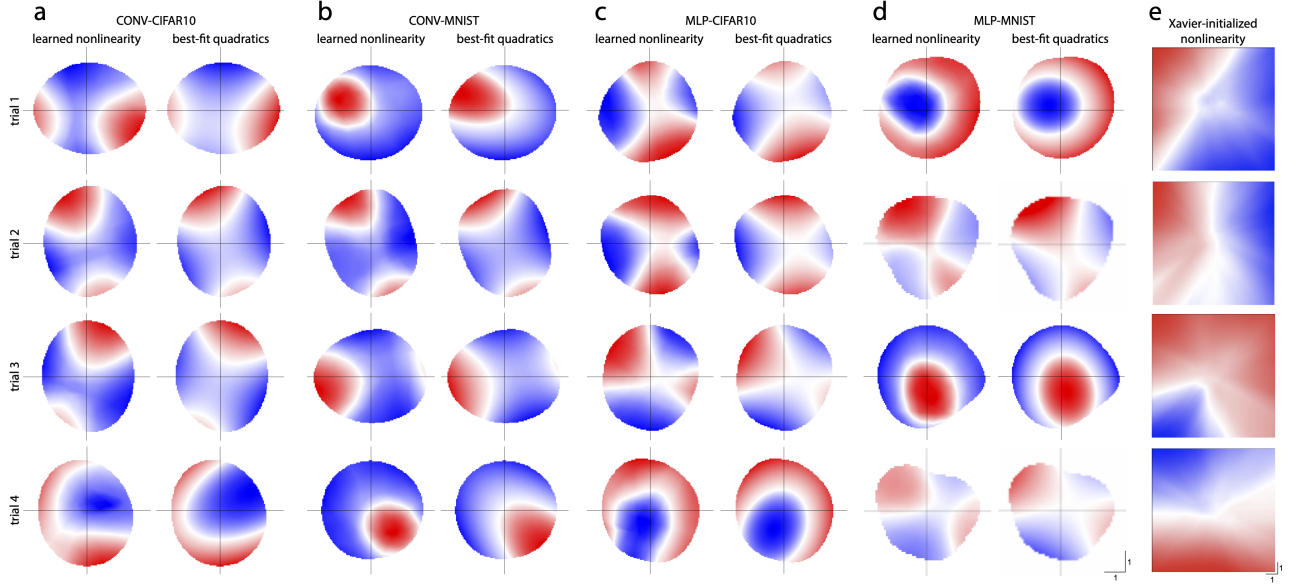 a
CONV-CIFAR10
learned nonlinearity
best-fit quadratics
b
CONV-MNIST
learned nonlinearity
best-fit quadratics
c
MLP-CIFAR10
learned nonlinearity
best-fit quadratics
d
MLP-MNIST
learned nonlinearity
best-fit quadratics
e
Xavier-initialized
nonlinearity
trial 1
trial 2
trial 3
trial 4
1
1
1
1